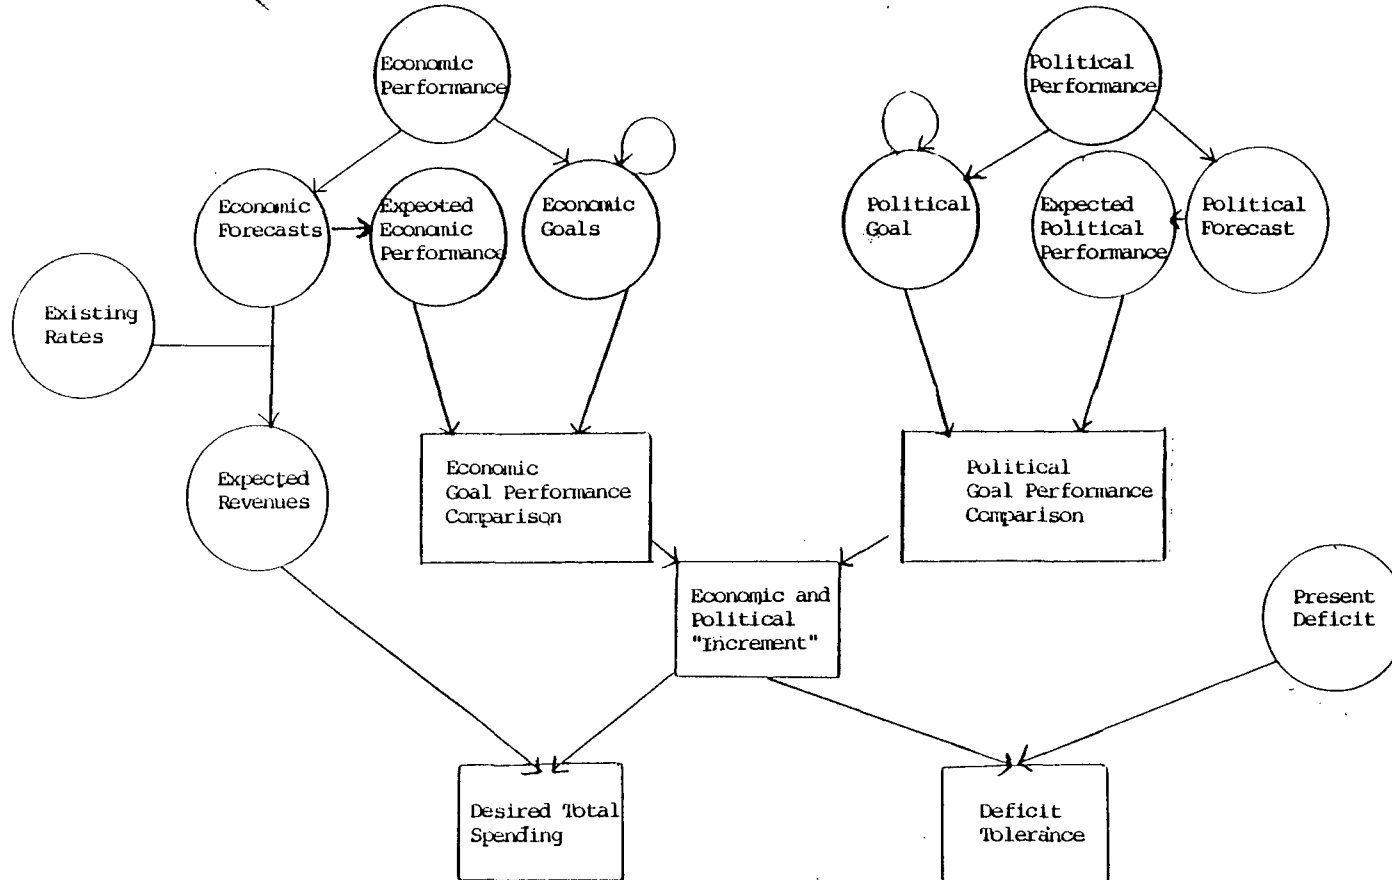 Economic
Performance
Political
Performance
Economic
Forecasts
Expected
Economic
Performance
Economic
Goals
Political
Goal
Expected
Political
Performance
Political
Forecast
Existing
Rates
Expected
Revenues
Economic
Goal Performance
Comparison
Political
Goal Performance
Comparison
Economic and
Political
"Increment"
Present
Deficit
Desired Total
Spending
Deficit
Tolerance